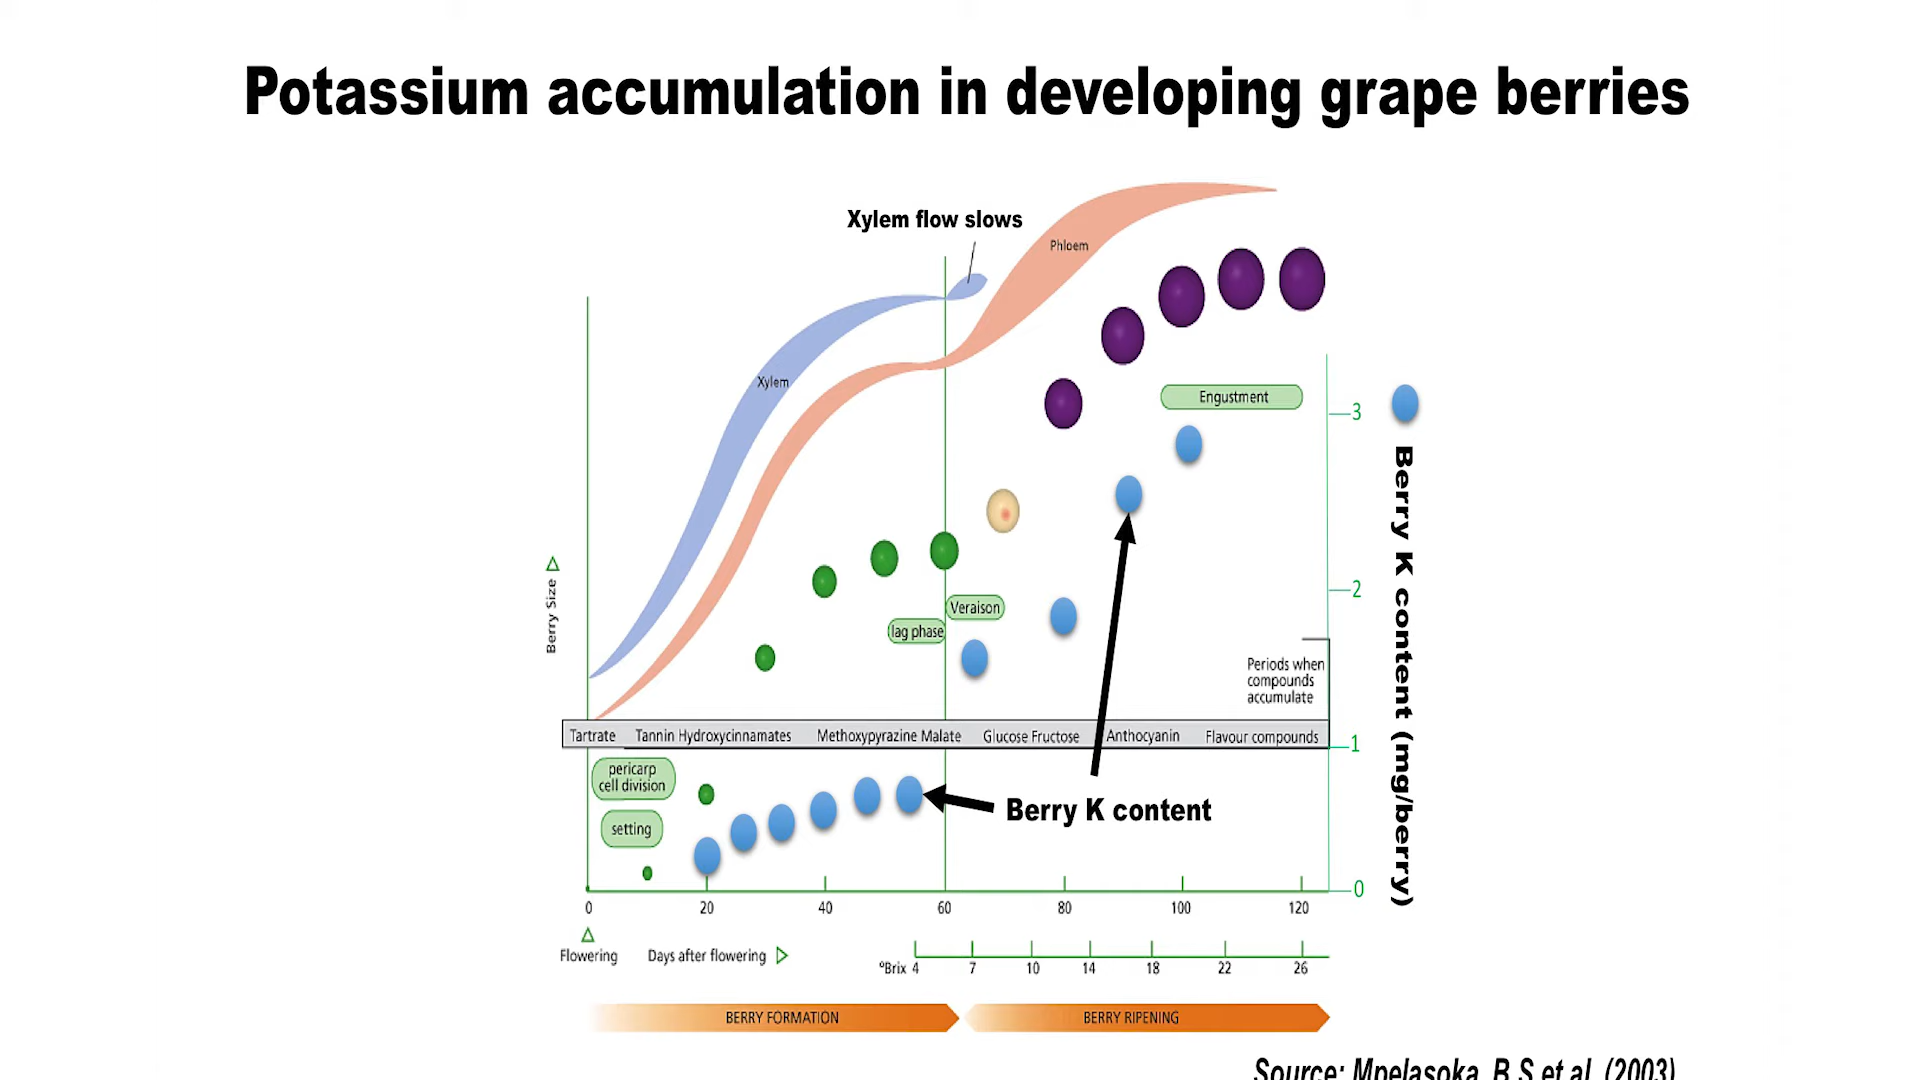 Potassium accumulation in developing grape berries
Xylem flow slows
Phloem
Xylem
Engustment
3
Berry K content (mg/berry)
2
Berry Size
Veraison
lag phase
Periods when
compounds
accumulate
Tartrate Tannin Hydroxycinnamates Methoxypyrazine Malate Glucose Fructose Anthocyanin Flavour compounds
1
pericarp
cell division
setting
Berry K content
0
0 20 40 60 80 100 120
Flowering
Days after flowering
ºBrix 4 7 10 14 18 22 26
BERRY FORMATION
BERRY RIPENING
Source: Mpelasoka, B.S et al. (2003)